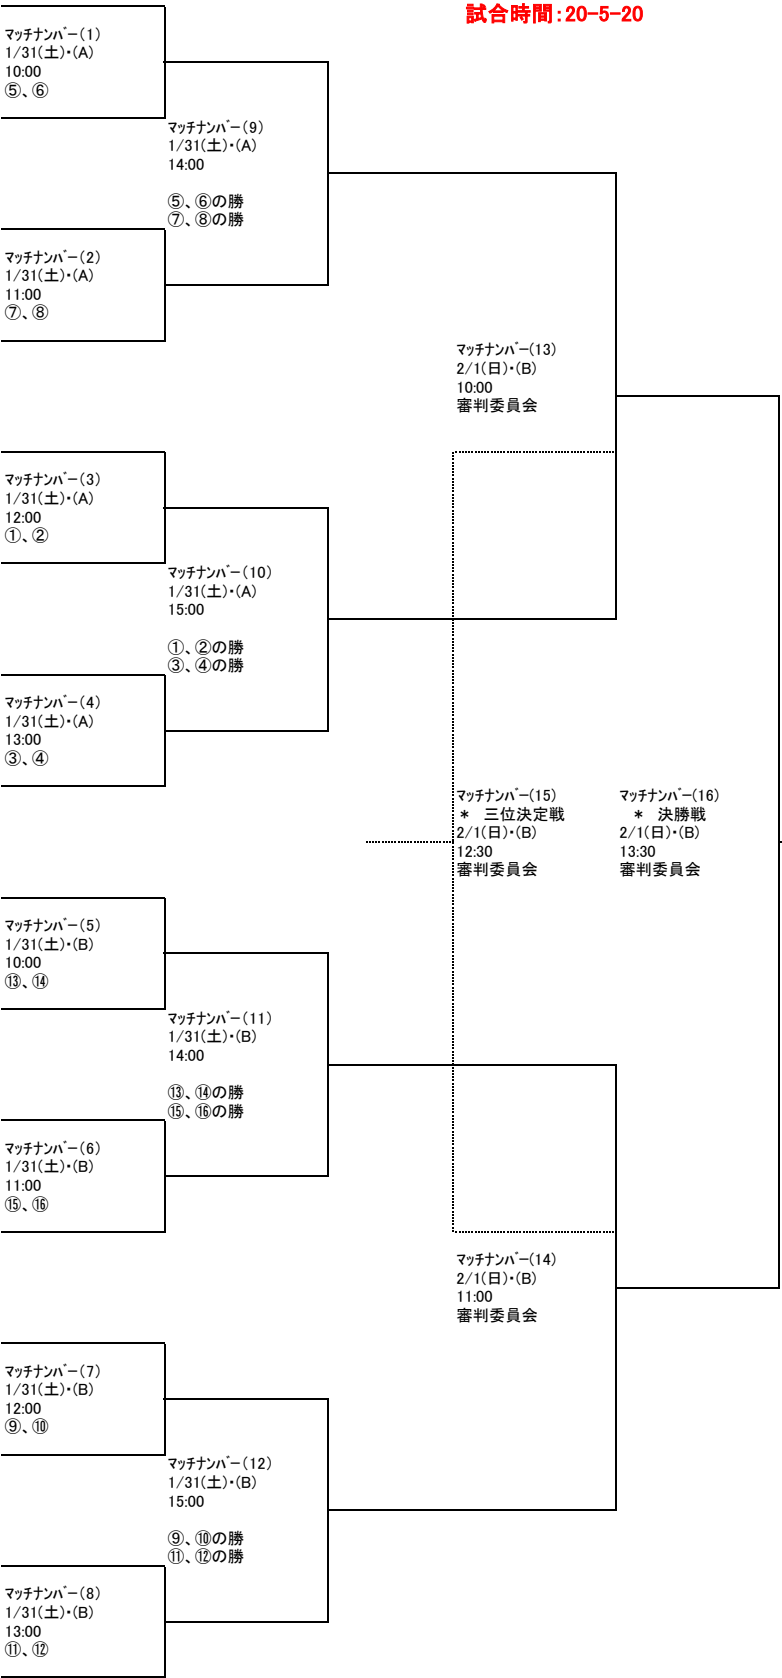 試合時間：20-5-20
ﾏｯﾁﾅﾝﾊﾞｰ(1)
1/31(土)・(A)
10:00
⑤、⑥
ﾏｯﾁﾅﾝﾊﾞｰ(9)
1/31(土)・(A)
14:00
⑤、⑥の勝
⑦、⑧の勝
ﾏｯﾁﾅﾝﾊﾞｰ(2)
1/31(土)・(A)
11:00
⑦、⑧
ﾏｯﾁﾅﾝﾊﾞｰ(13)
2/1(日)・(B)
10:00
審判委員会
ﾏｯﾁﾅﾝﾊﾞｰ(3)
1/31(土)・(A)
12:00
①、②
ﾏｯﾁﾅﾝﾊﾞｰ(10)
1/31(土)・(A)
15:00
①、②の勝
③、④の勝
ﾏｯﾁﾅﾝﾊﾞｰ(4)
1/31(土)・(A)
13:00
③、④
ﾏｯﾁﾅﾝﾊﾞｰ(15)
＊ 三位決定戦
2/1(日)・(B)
12:30
審判委員会
ﾏｯﾁﾅﾝﾊﾞｰ(16)
＊ 決勝戦
2/1(日)・(B)
13:30
審判委員会
ﾏｯﾁﾅﾝﾊﾞｰ(5)
1/31(土)・(B)
10:00
⑬、⑭
ﾏｯﾁﾅﾝﾊﾞｰ(11)
1/31(土)・(B)
14:00
⑬、⑭の勝
⑮、⑯の勝
ﾏｯﾁﾅﾝﾊﾞｰ(6)
1/31(土)・(B)
11:00
⑮、⑯
ﾏｯﾁﾅﾝﾊﾞｰ(14)
2/1(日)・(B)
11:00
審判委員会
ﾏｯﾁﾅﾝﾊﾞｰ(7)
1/31(土)・(B)
12:00
⑨、⑩
ﾏｯﾁﾅﾝﾊﾞｰ(12)
1/31(土)・(B)
15:00
⑨、⑩の勝
⑪、⑫の勝
ﾏｯﾁﾅﾝﾊﾞｰ(8)
1/31(土)・(B)
13:00
⑪、⑫